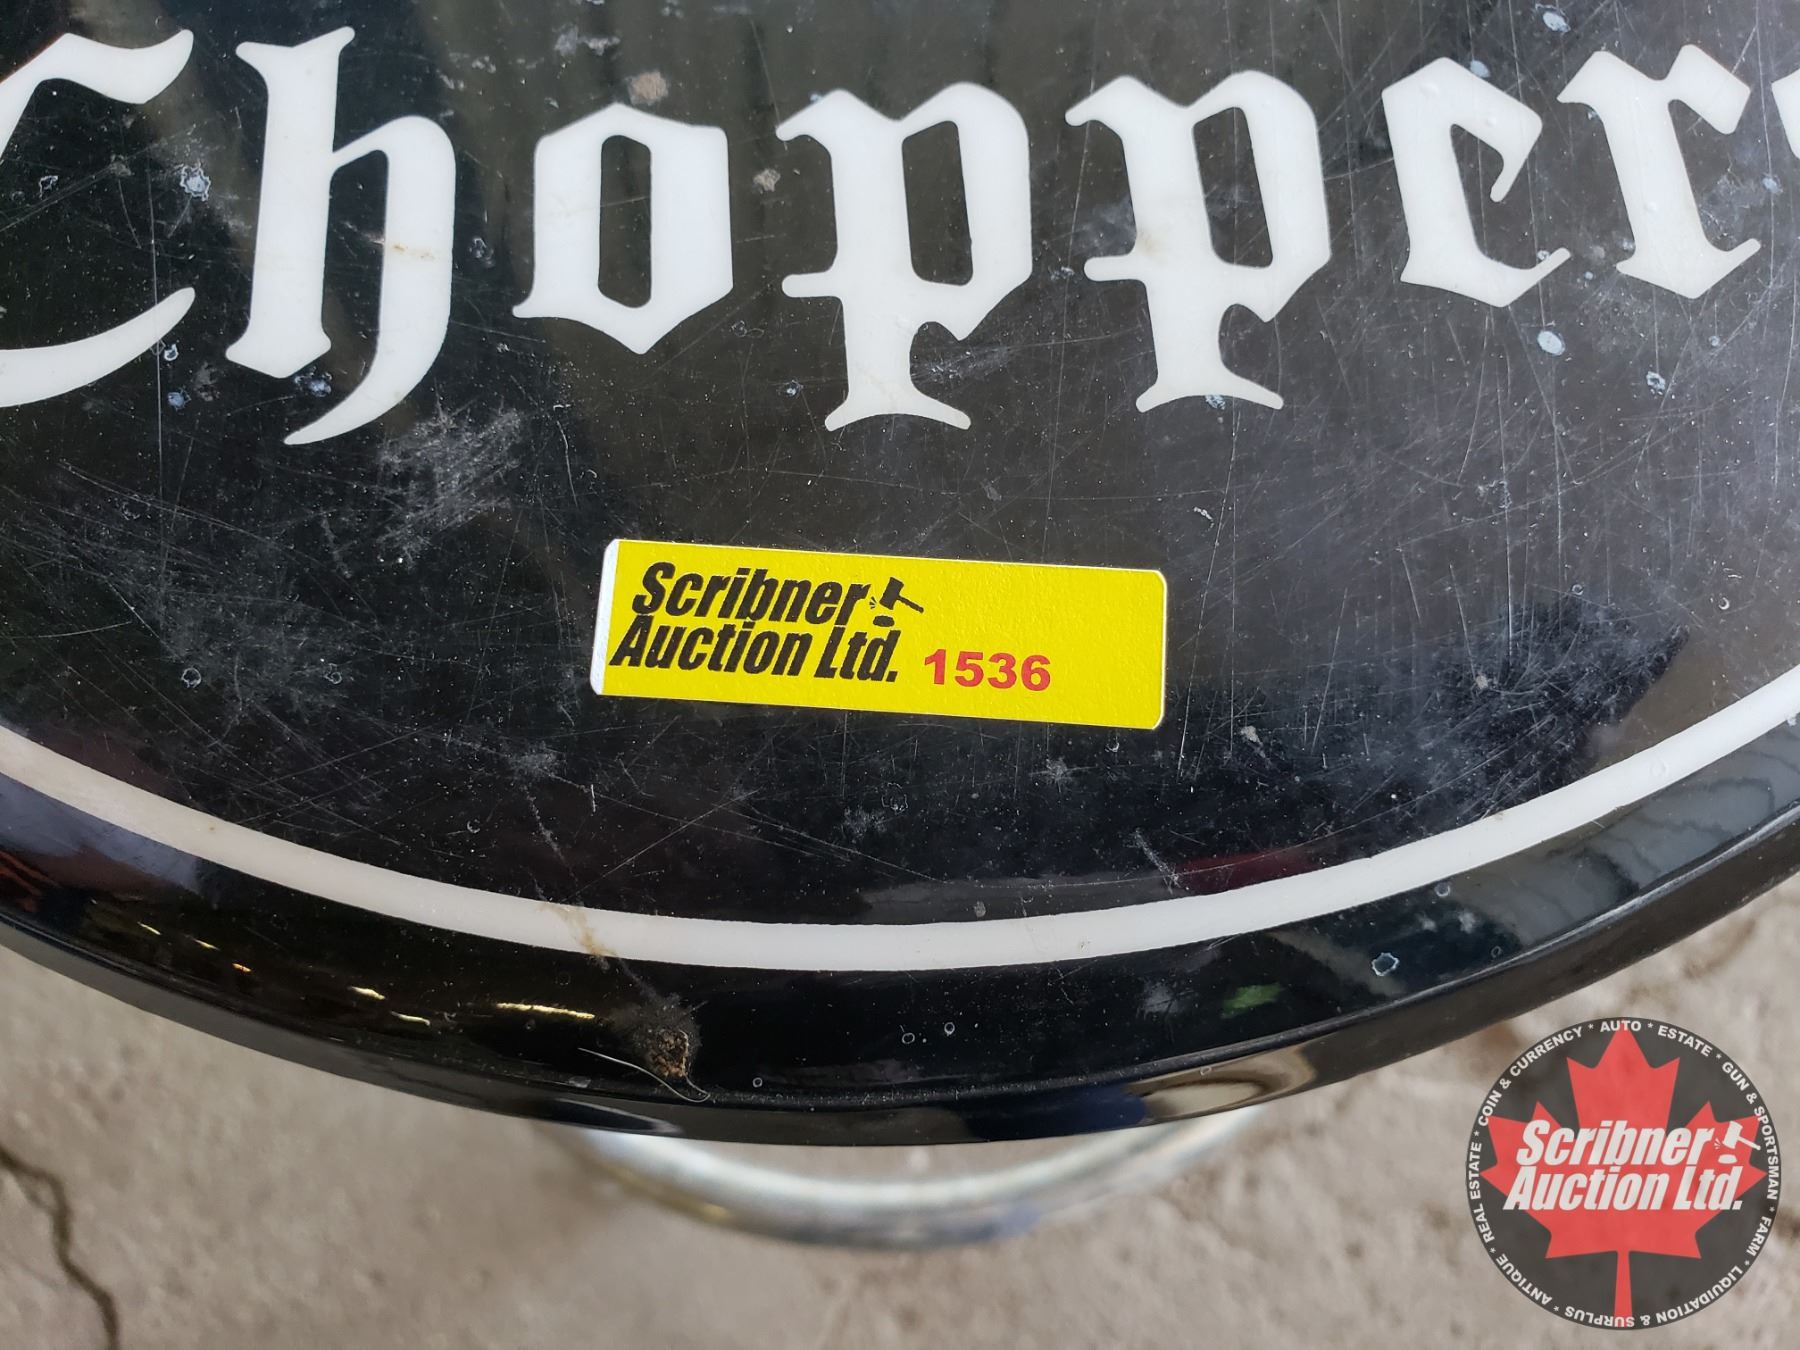 Choppers
Scribner
Auction Ltd. 1536
* COIN & CURRENCY * AUTO * ESTATE * GUN & SPORTSMAN * FARM * LIQUIDATION & SURPLUS * ANTIQUE * REAL ESTATE
Scribner
Auction Ltd.